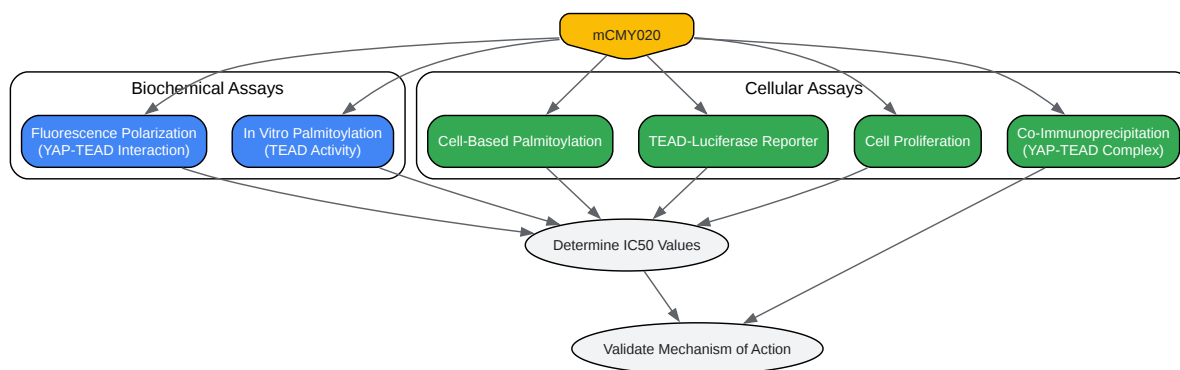 mCMY020
Biochemical Assays
Cellular Assays
Fluorescence Polarization
(YAP-TEAD Interaction)
In Vitro Palmitoylation
(TEAD Activity)
Cell-Based Palmitoylation
TEAD-Luciferase Reporter
Cell Proliferation
Co-Immunoprecipitation
(YAP-TEAD Complex)
Determine IC50 Values
Validate Mechanism of Action